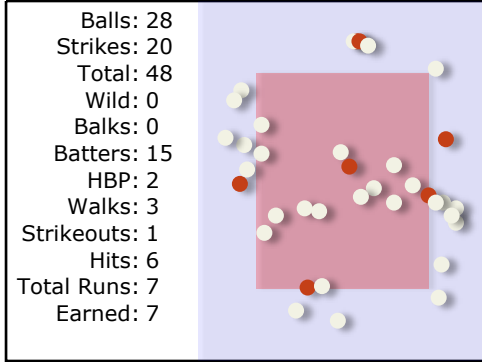 Balls: 28
Strikes: 20
Total: 48
Wild: 0
Balks: 0
Batters: 15
HBP: 2
Walks: 3
Strikeouts: 1
Hits: 6
Total Runs: 7
Earned: 7